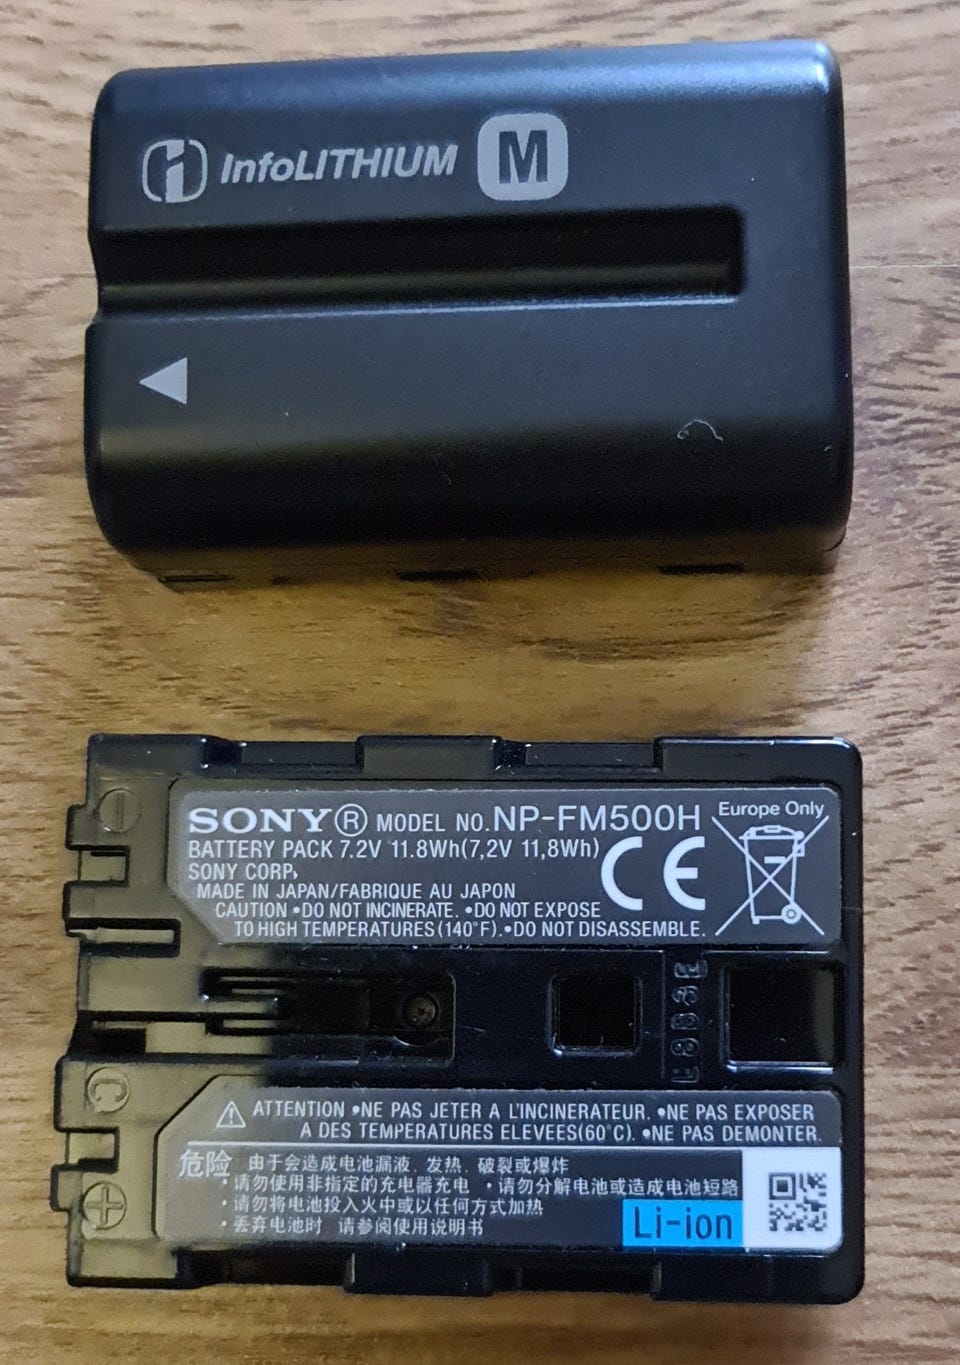 i InfoLITHIUM M
SONY® MODEL NO. NP-FM500H
Europe Only
BATTERY PACK 7.2V 11.8Wh(7,2V 11,8Wh)
CE
SONY CORP.
MADE IN JAPAN/FABRIQUE AU JAPON
CAUTION •DO NOT INCINERATE. •DO NOT EXPOSE
TO HIGH TEMPERATURES(140°F).•DO NOT DISASSEMBLE.
C
ATTENTION •NE PAS JETER A L'INCINERATEUR. •NE PAS EXPOSER
A DES TEMPERATURES ELEVEES(60°C). •NE PAS DEMONTER.
危险 由于会造成电池漏液、发热、破裂或爆炸
•请勿使用非指定的充电器充电 •请勿分解电池或造成电池短路
•请勿将电池投入火中或以任何方式加热
•丢弃电池时 请参阅使用说明书
Li-ion